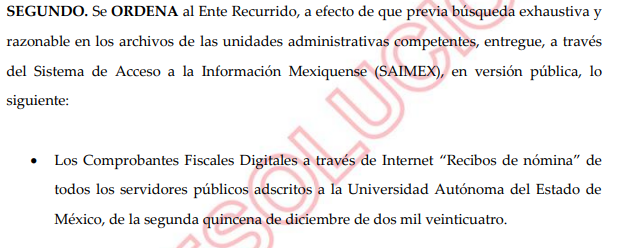 SEGUNDO. Se ORDENA al Ente Recurrido, a efecto de que previa búsqueda exhaustiva y
razonable en los archivos de las unidades administrativas competentes, entregue, a través
del Sistema de Acceso a la Información Mexiquense (SAIMEX), en versión pública, lo
siguiente:
• Los Comprobantes Fiscales Digitales a través de Internet “Recibos de nómina” de
todos los servidores públicos adscritos a la Universidad Autónoma del Estado de
México, de la segunda quincena de diciembre de dos mil veinticuatro.